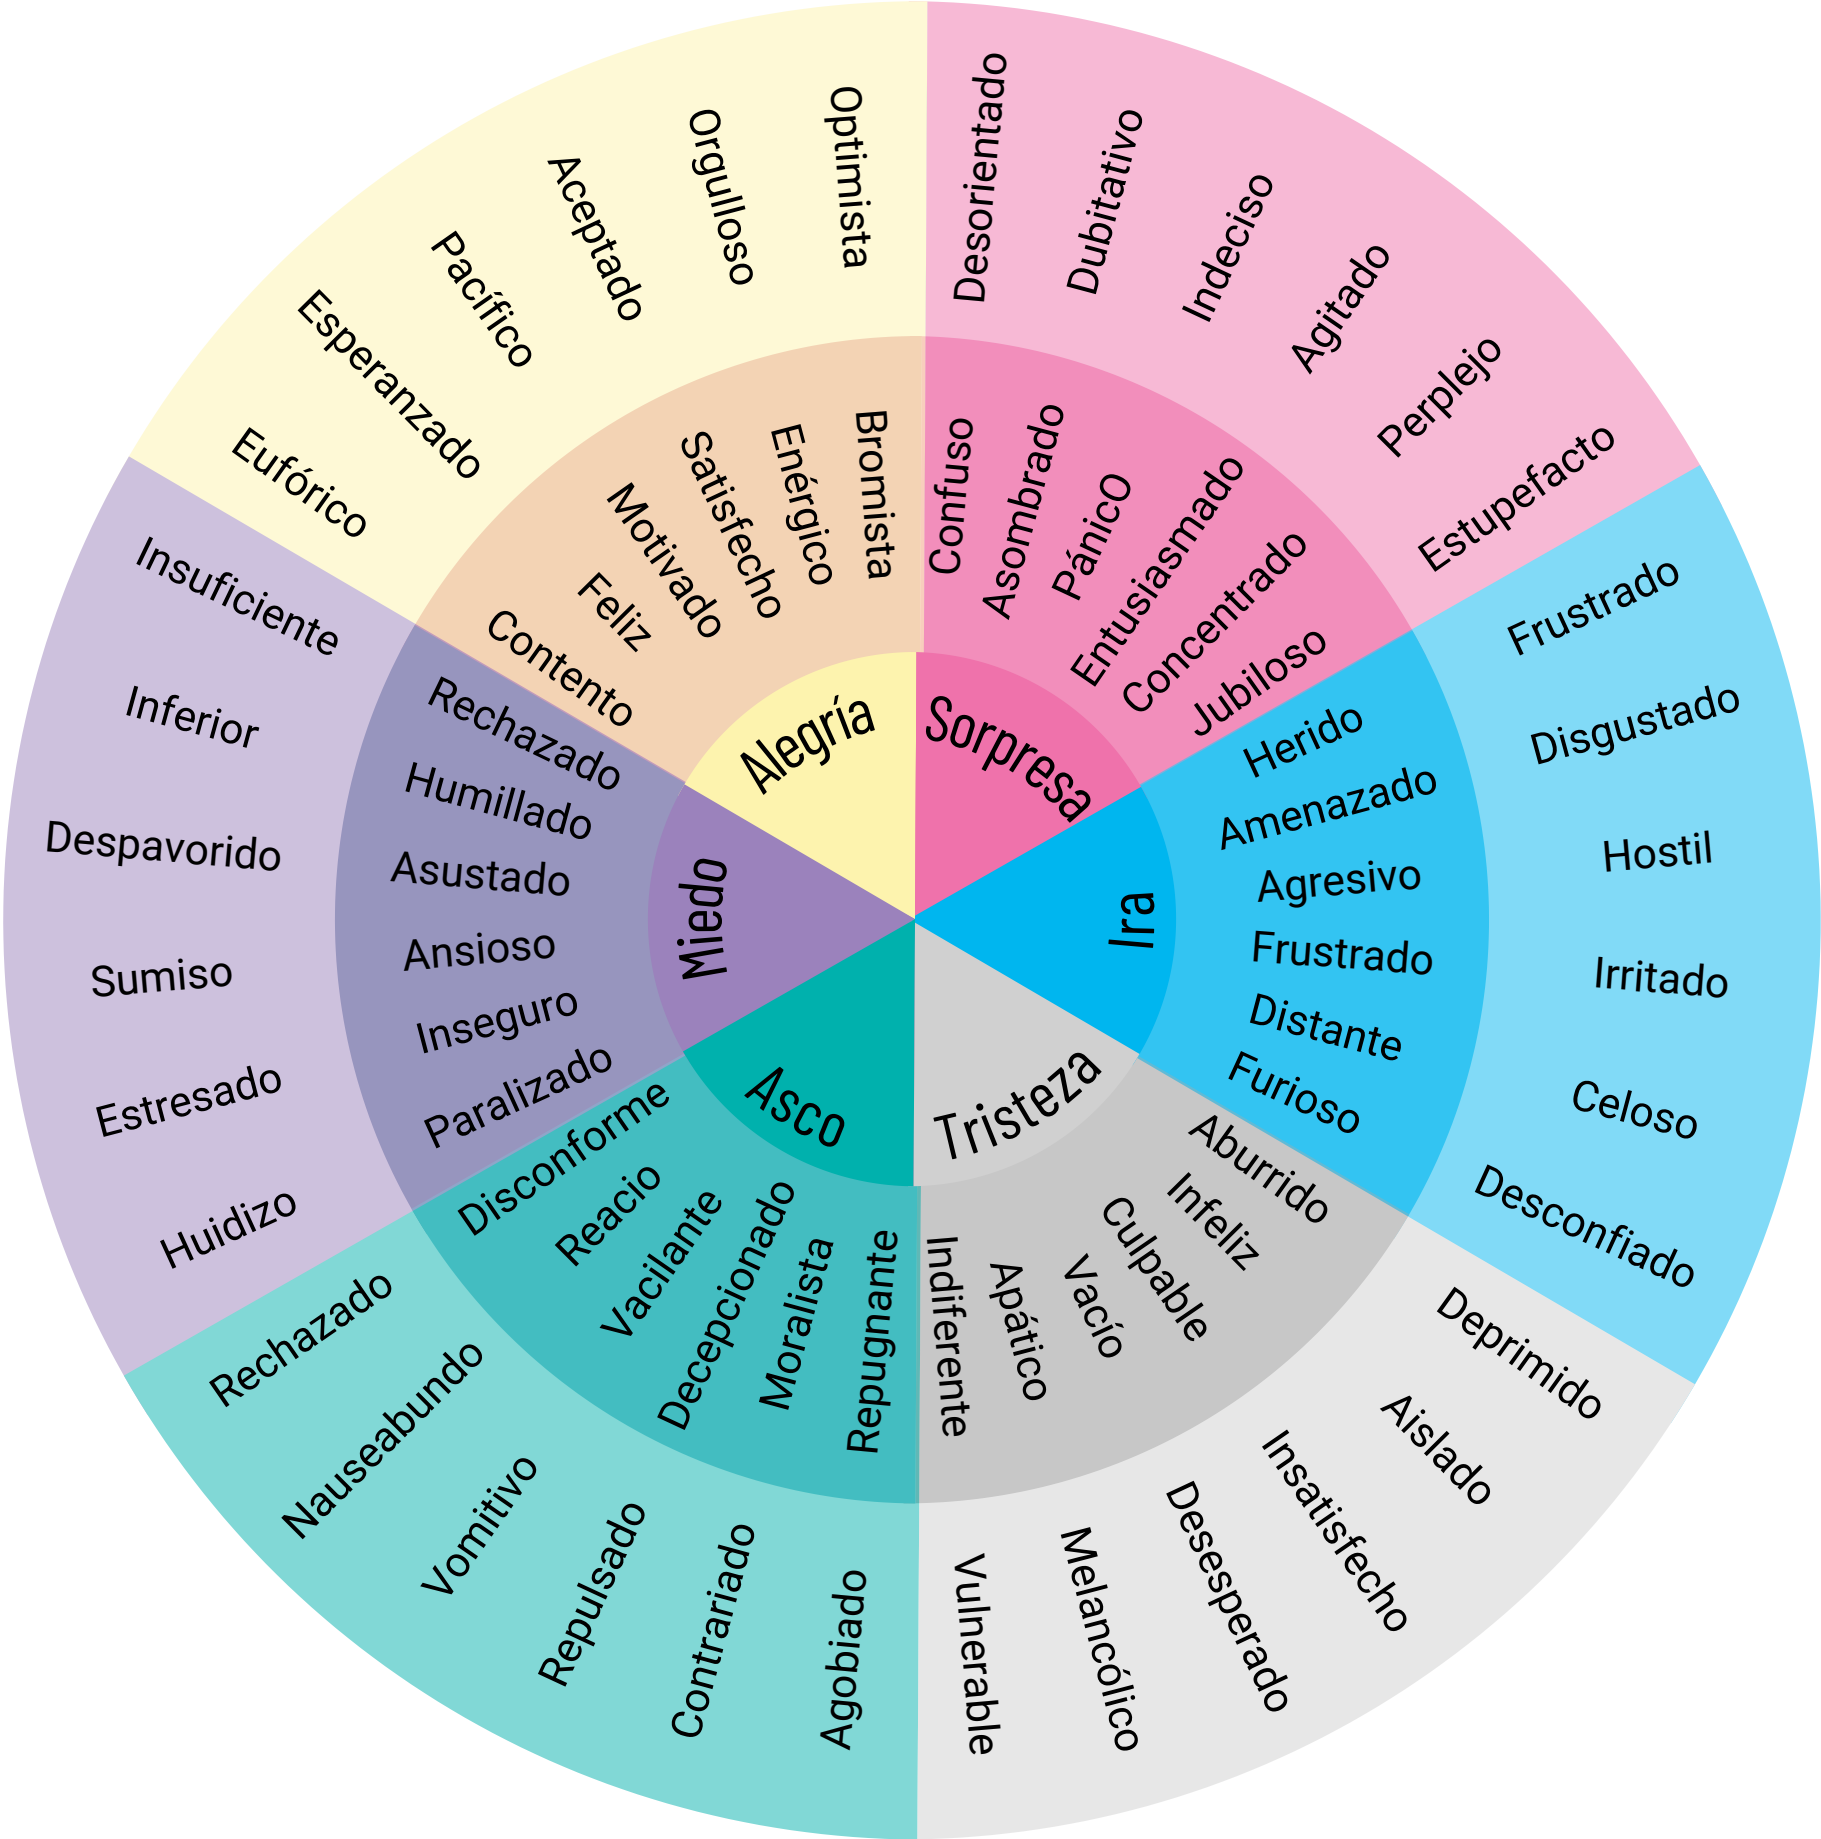 Alegría
Sorpresa
Ira
Tristeza
Asco
Miedo
Contento
Feliz
Motivado
Satisfecho
Enérgico
Bromista
Confuso
Asombrado
PánicO
Entusiasmado
Concentrado
Jubiloso
Herido
Amenazado
Agresivo
Frustrado
Distante
Furioso
Aburrido
Infeliz
Culpable
Vacío
Apático
Indiferente
Repugnante
Moralista
Decepcionado
Vacilante
Reacio
Disconforme
Paralizado
Inseguro
Ansioso
Asustado
Humillado
Rechazado
Eufórico
Esperanzado
Pacífico
Aceptado
Orgulloso
Optimista
Desorientado
Dubitativo
Indeciso
Agitado
Perplejo
Estupefacto
Frustrado
Disgustado
Hostil
Irritado
Celoso
Desconfiado
Deprimido
Aislado
Insatisfecho
Desesperado
Melancólico
Vulnerable
Agobiado
Contrariado
Repulsado
Vomitivo
Nauseabundo
Rechazado
Huidizo
Estresado
Sumiso
Despavorido
Inferior
Insuficiente